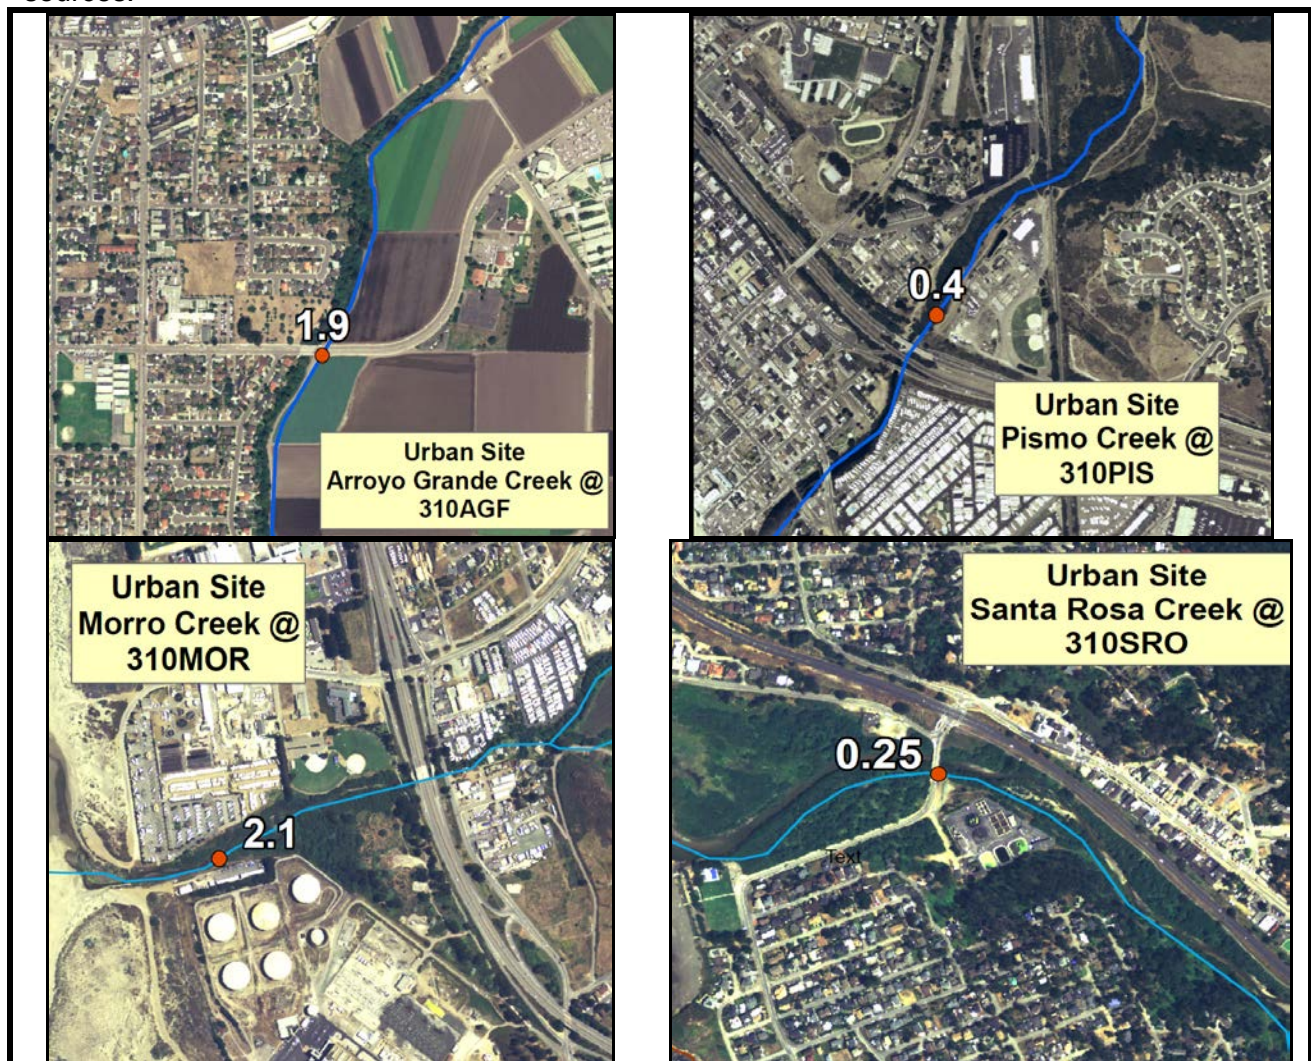 sources.
1.9
Urban Site
Arroyo Grande Creek @
310AGF
0.4
Urban Site
Pismo Creek @
310PIS
Urban Site
Morro Creek @
310MOR
2.1
Urban Site
Santa Rosa Creek @
310SRO
0.25
Text